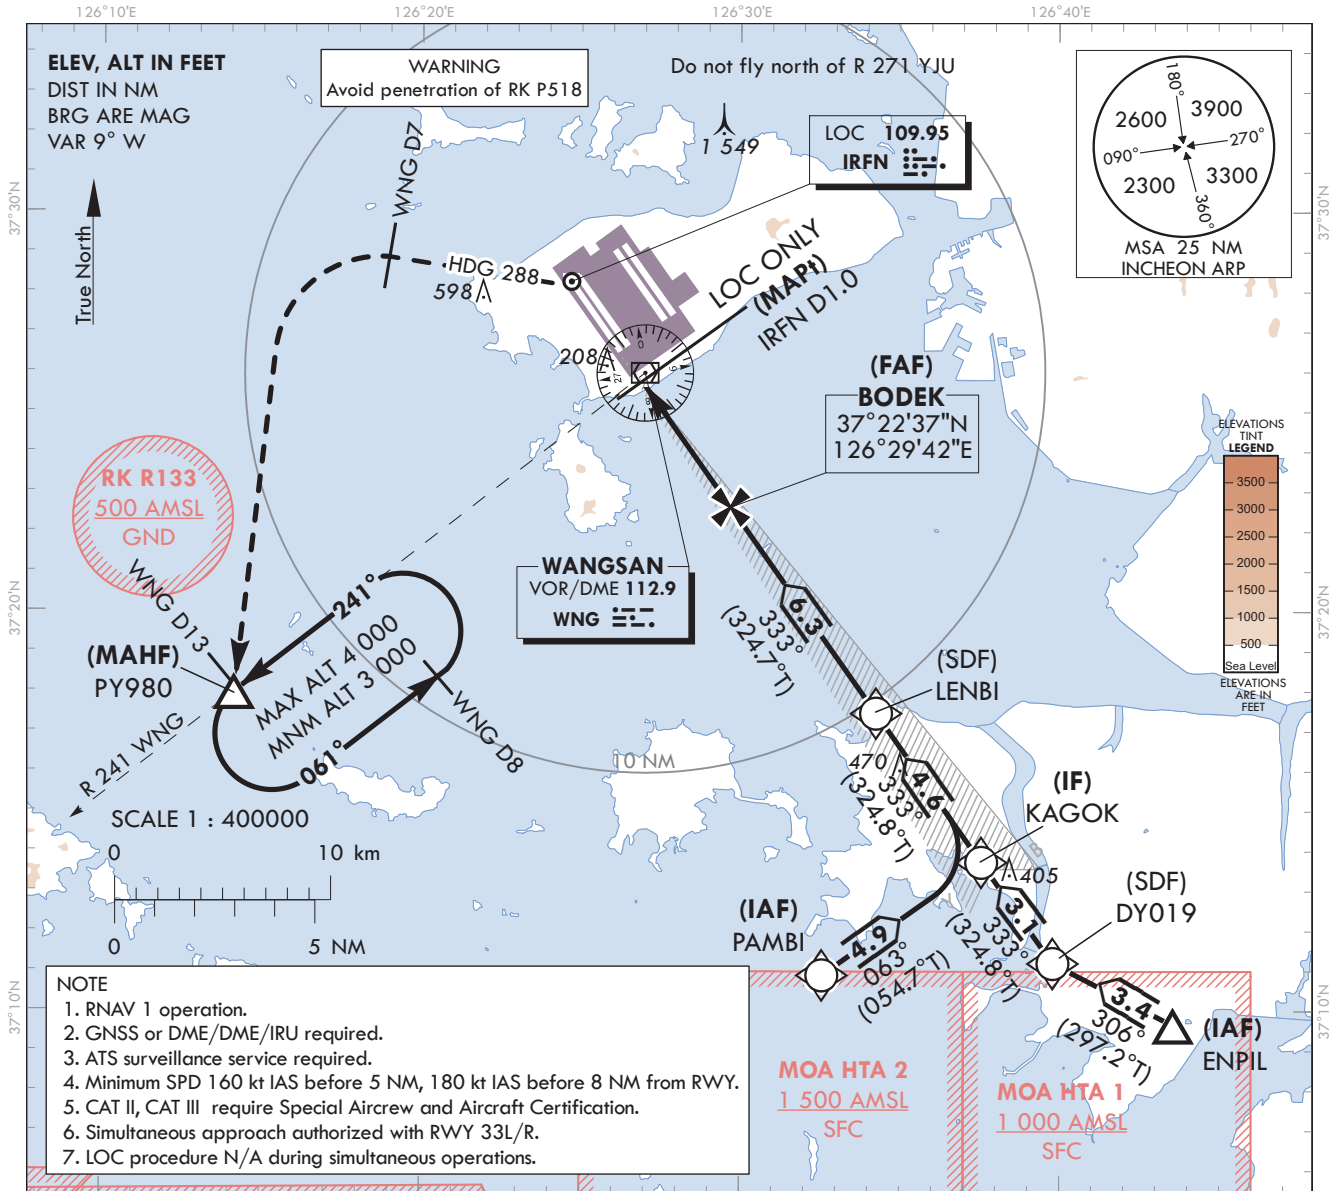 126°10'E
126°20'E
126°30'E
126°40'E
ELEV, ALT IN FEET
DIST IN NM
BRG ARE MAG
VAR 9° W
WARNING
Avoid penetration of RK P518
Do not fly north of R 271 YJU
1 549
LOC 109.95
IRFN
180°
2600
3900
090°
270°
2300
3300
360°
MSA 25 NM
INCHEON ARP
37°30'N
37°30'N
True North
WNG D7
HDG 288
598
LOC ONLY
(MAPt)
IRFN D1.0
208
0
9
27
(FAF)
BODEK
37°22'37"N
126°29'42"E
ELEVATIONS
TINT
LEGEND
3500
3000
2500
2000
1500
1000
500
Sea Level
ELEVATIONS
ARE IN
FEET
RK R133
500 AMSL
GND
WANGSAN
VOR/DME 112.9
WNG
37°20'N
37°20'N
WNG D13
(MAHF)
PY980
241°
MAX ALT 4 000
MNM ALT 3 000
061°
WNG D8
R 241 WNG
6.3
333°
(324.7°T)
(SDF)
LENBI
10 NM
470
4.6
333°
(324.8°T)
(IF)
KAGOK
405
SCALE 1 : 400000
0
10 km
0
5 NM
(SDF)
DY019
3.1
333°
(324.8°T)
(IAF)
PAMBI
4.9
063°
(054.7°T)
3.4
306°
(297.2°T)
(IAF)
ENPIL
37°10'N
37°10'N
NOTE
1. RNAV 1 operation.
2. GNSS or DME/DME/IRU required.
3. ATS surveillance service required.
4. Minimum SPD 160 kt IAS before 5 NM, 180 kt IAS before 8 NM from RWY.
5. CAT II, CAT III require Special Aircrew and Aircraft Certification.
6. Simultaneous approach authorized with RWY 33L/R.
7. LOC procedure N/A during simultaneous operations.
MOA HTA 2
1 500 AMSL
SFC
MOA HTA 1
1 000 AMSL
SFC